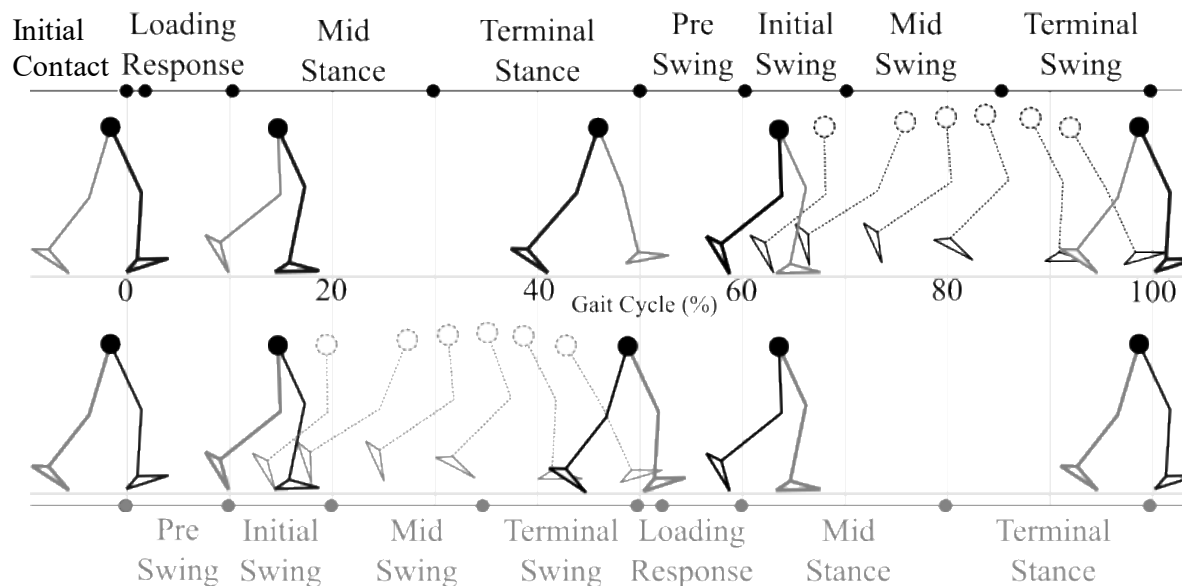 Initial Contact
Loading Response
Mid Stance
Terminal Stance
Pre Swing
Initial Swing
Mid Swing
Terminal Swing
0 20 40 60 80 100
Gait Cycle (%)
Pre Swing
Initial Swing
Mid Swing
Terminal Swing
Loading Response
Mid Stance
Terminal Stance